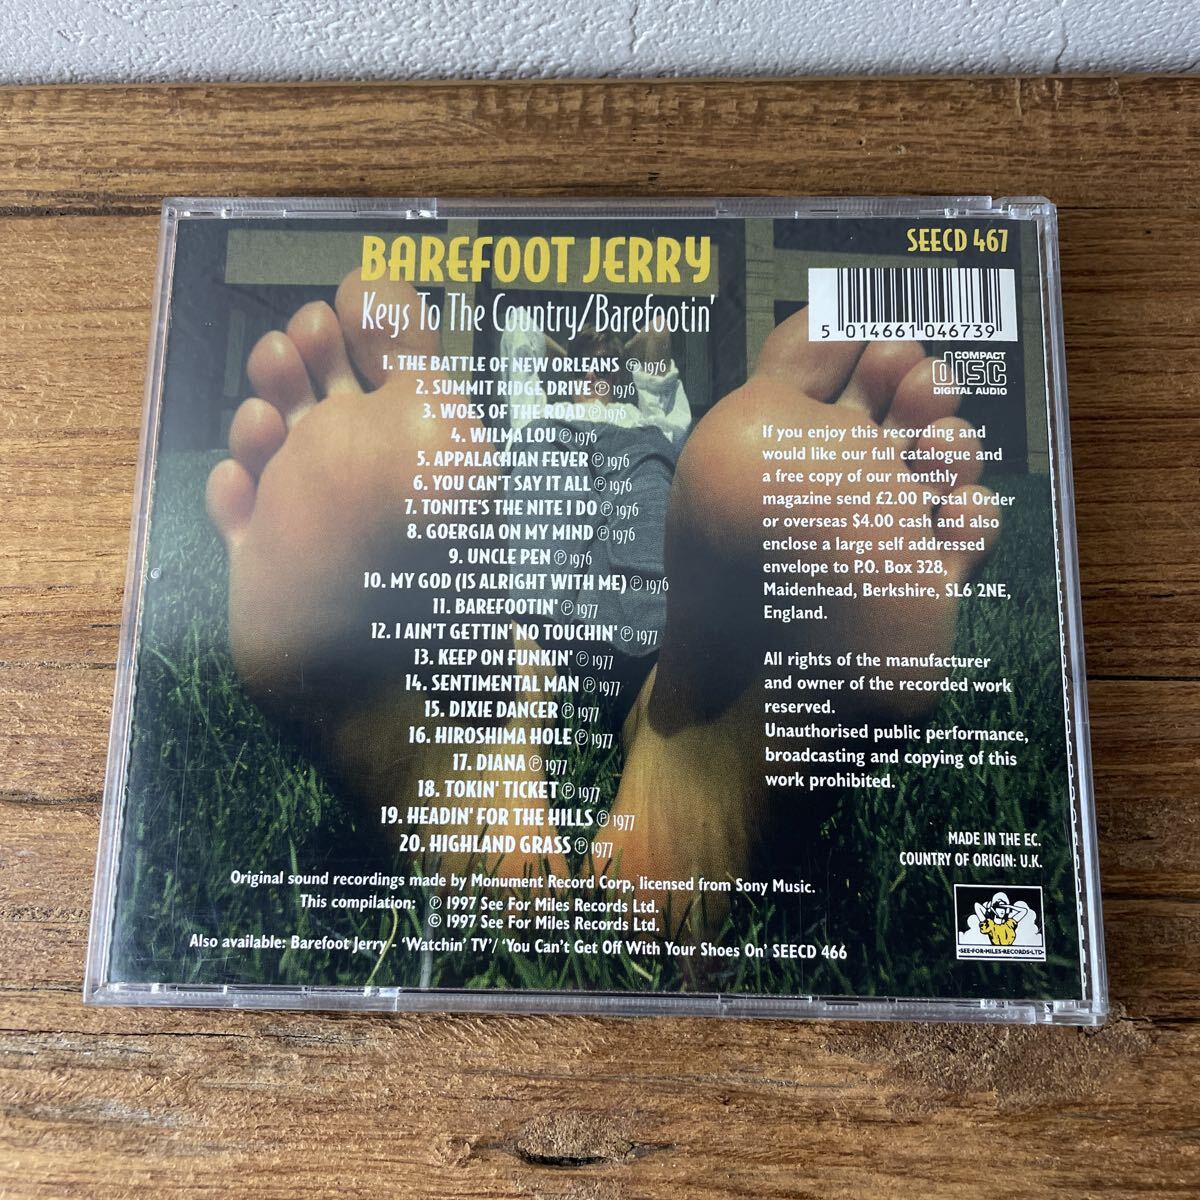 BAREFOOT JERRY
Keys To The Country/Barefootin'
1. THE BATTLE OF NEW ORLEANS ℗ 1976
2. SUMMIT RIDGE DRIVE ℗ 1976
3. WOES OF THE ROAD ℗ 1976
4. WILMA LOU ℗ 1976
5. APPALACHIAN FEVER ℗ 1976
6. YOU CAN'T SAY IT ALL ℗ 1976
7. TONITE'S THE NITE I DO ℗ 1976
8. GOERGIA ON MY MIND ℗ 1976
9. UNCLE PEN ℗ 1976
10. MY GOD (IS ALRIGHT WITH ME) ℗ 1976
11. BAREFOOTIN' ℗ 1977
12. I AIN'T GETTIN' NO TOUCHIN' ℗ 1977
13. KEEP ON FUNKIN' ℗ 1977
14. SENTIMENTAL MAN ℗ 1977
15. DIXIE DANCER ℗ 1977
16. HIROSHIMA HOLE ℗ 1977
17. DIANA ℗ 1977
18. TOKIN' TICKET ℗ 1977
19. HEADIN' FOR THE HILLS ℗ 1977
20. HIGHLAND GRASS ℗ 1977
SEECD 467
5 014661 046739
COMPACT
disc
DIGITAL AUDIO
If you enjoy this recording and
would like our full catalogue and
a free copy of our monthly
magazine send £2.00 Postal Order
or overseas $4.00 cash and also
enclose a large self addressed
envelope to P.O. Box 328,
Maidenhead, Berkshire, SL6 2NE,
England.
All rights of the manufacturer
and owner of the recorded work
reserved.
Unauthorised public performance,
broadcasting and copying of this
work prohibited.
MADE IN THE EC.
COUNTRY OF ORIGIN: U.K.
Original sound recordings made by Monument Record Corp, licensed from Sony Music.
This compilation: ℗ 1997 See For Miles Records Ltd.
© 1997 See For Miles Records Ltd.
Also available: Barefoot Jerry - 'Watchin' TV'/ 'You Can't Get Off With Your Shoes On' SEECD 466
·SEE·FOR·MILES·RECORDS·LTD·